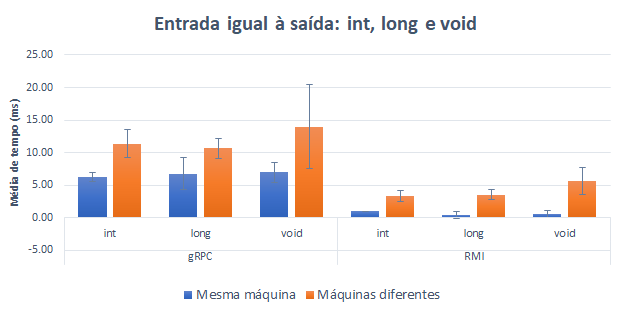 Entrada igual à saída: int, long e void
Média de tempo (ms)
25.00
20.00
15.00
10.00
5.00
0.00
-5.00
int long void int long void
gRPC RMI
Mesma máquina Máquinas diferentes